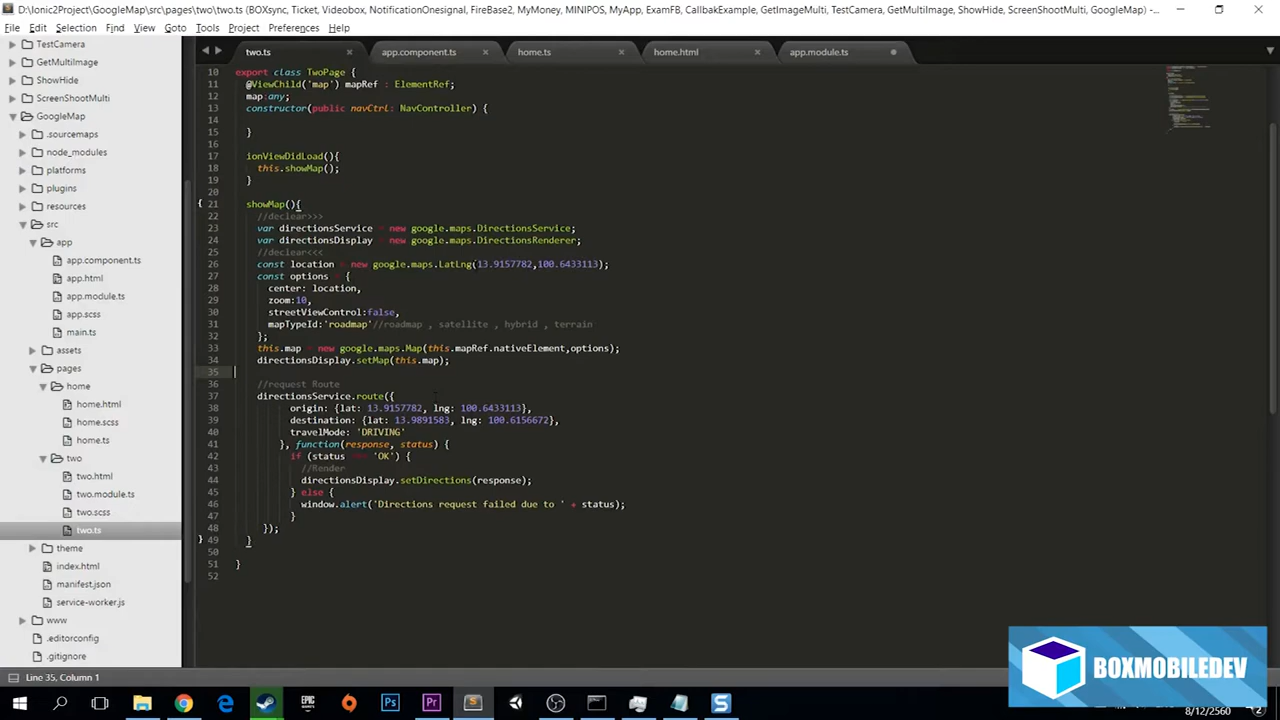 D:\Ionic2Project\GoogleMap\src\pages\two\two.ts (BOXsync, Ticket, Videobox, NotificationOnesignal, FireBase2, MyMoney, MINIPOS, MyApp, ExamFB, CallbakExample, GetImageMulti, TestCamera, GetMultiImage, ShowHide, ScreenShootMulti, GoogleMap) -...
File Edit Selection Find View Goto Tools Project Preferences Help
TestCamera
GetMultiImage
ShowHide
ScreenShootMulti
GoogleMap
.sourcemaps
node_modules
platforms
plugins
resources
src
app
app.component.ts
app.html
app.module.ts
app.scss
main.ts
assets
pages
home
home.html
home.scss
home.ts
two
two.html
two.module.ts
two.scss
two.ts
theme
index.html
manifest.json
service-worker.js
www
.editorconfig
.gitignore
two.ts app.component.ts home.ts home.html app.module.ts
10 export class TwoPage {
11 @ViewChild('map') mapRef : ElementRef;
12 map:any;
13 constructor(public navCtrl: NavController) {
14
15 }
16
17 ionViewDidLoad(){
18 this.showMap();
19 }
20
21 showMap(){
22 //declear>>>
23 var directionsService = new google.maps.DirectionsService;
24 var directionsDisplay = new google.maps.DirectionsRenderer;
25 //declear<<<
26 const location = new google.maps.LatLng(13.9157782,100.6433113);
27 const options = {
28 center: location,
29 zoom:10,
30 streetViewControl:false,
31 mapTypeId:'roadmap'//roadmap , satellite , hybrid , terrain
32 };
33 this.map = new google.maps.Map(this.mapRef.nativeElement,options);
34 directionsDisplay.setMap(this.map);
35
36 //request Route
37 directionsService.route({
38 origin: {lat: 13.9157782, lng: 100.6433113},
39 destination: {lat: 13.9891583, lng: 100.6156672},
40 travelMode: 'DRIVING'
41 }, function(response, status) {
42 if (status === 'OK') {
43 //Render
44 directionsDisplay.setDirections(response);
45 } else {
46 window.alert('Directions request failed due to ' + status);
47 }
48 });
49 }
50
51 }
52
Line 35, Column 1
BOXMOBILEDEV
8/12/2560